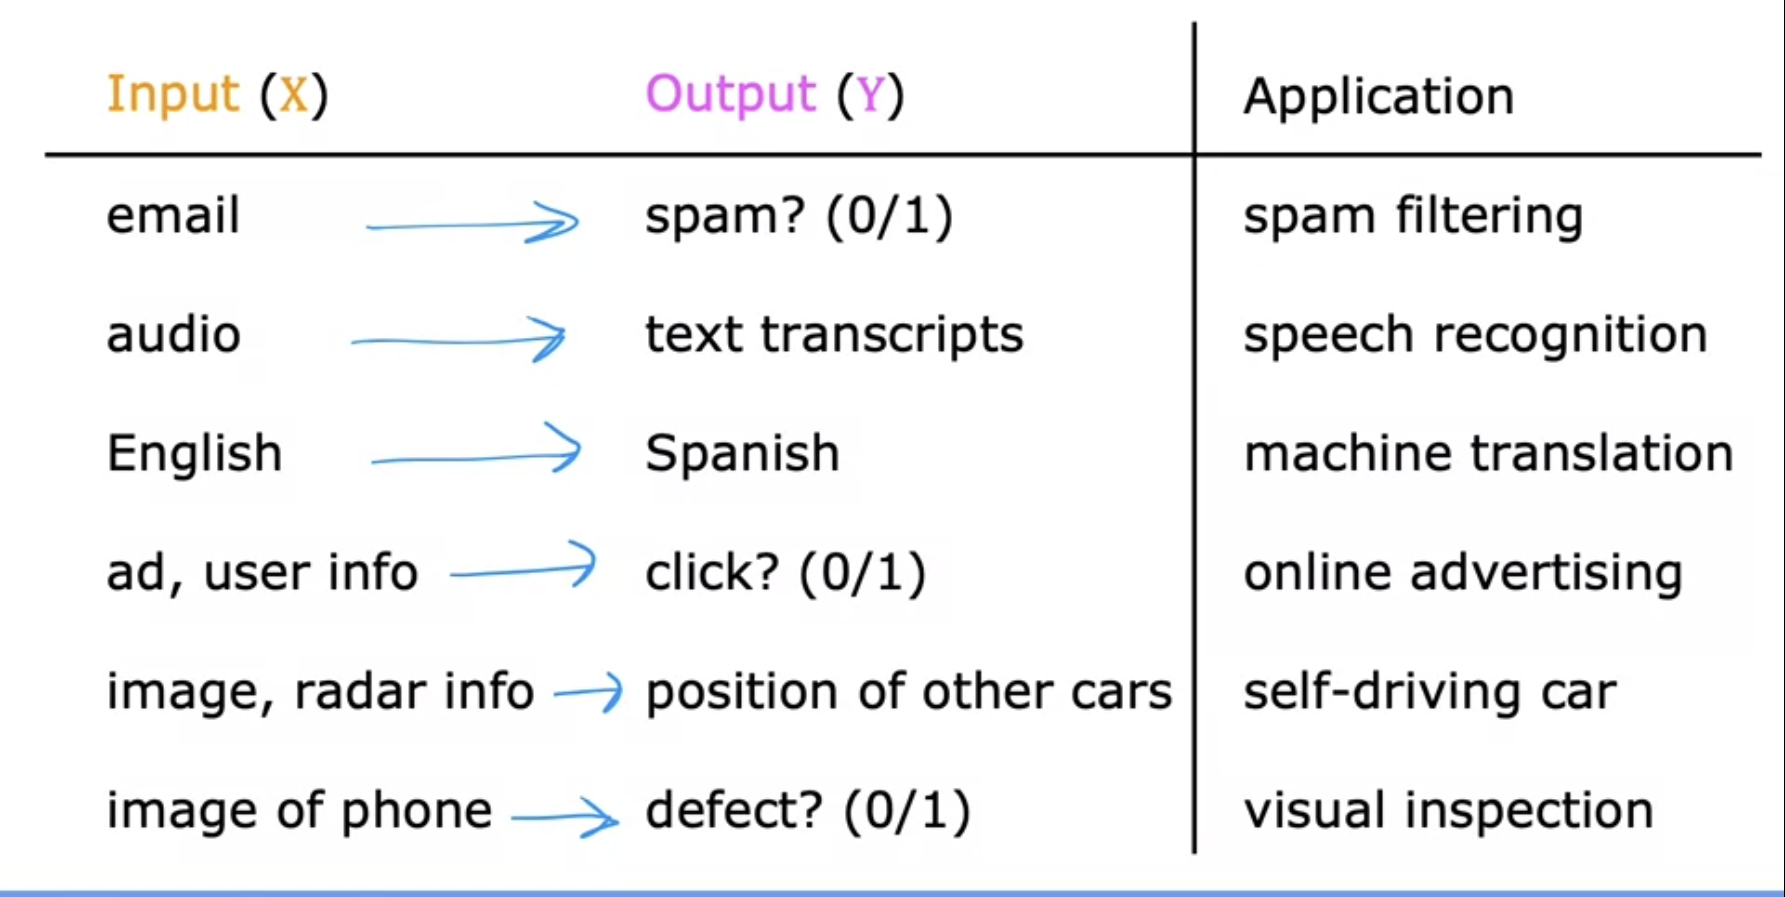 Input (X) Output (Y) Application
email spam? (0/1) spam filtering
audio text transcripts speech recognition
English Spanish machine translation
ad, user info click? (0/1) online advertising
image, radar info position of other cars self-driving car
image of phone defect? (0/1) visual inspection